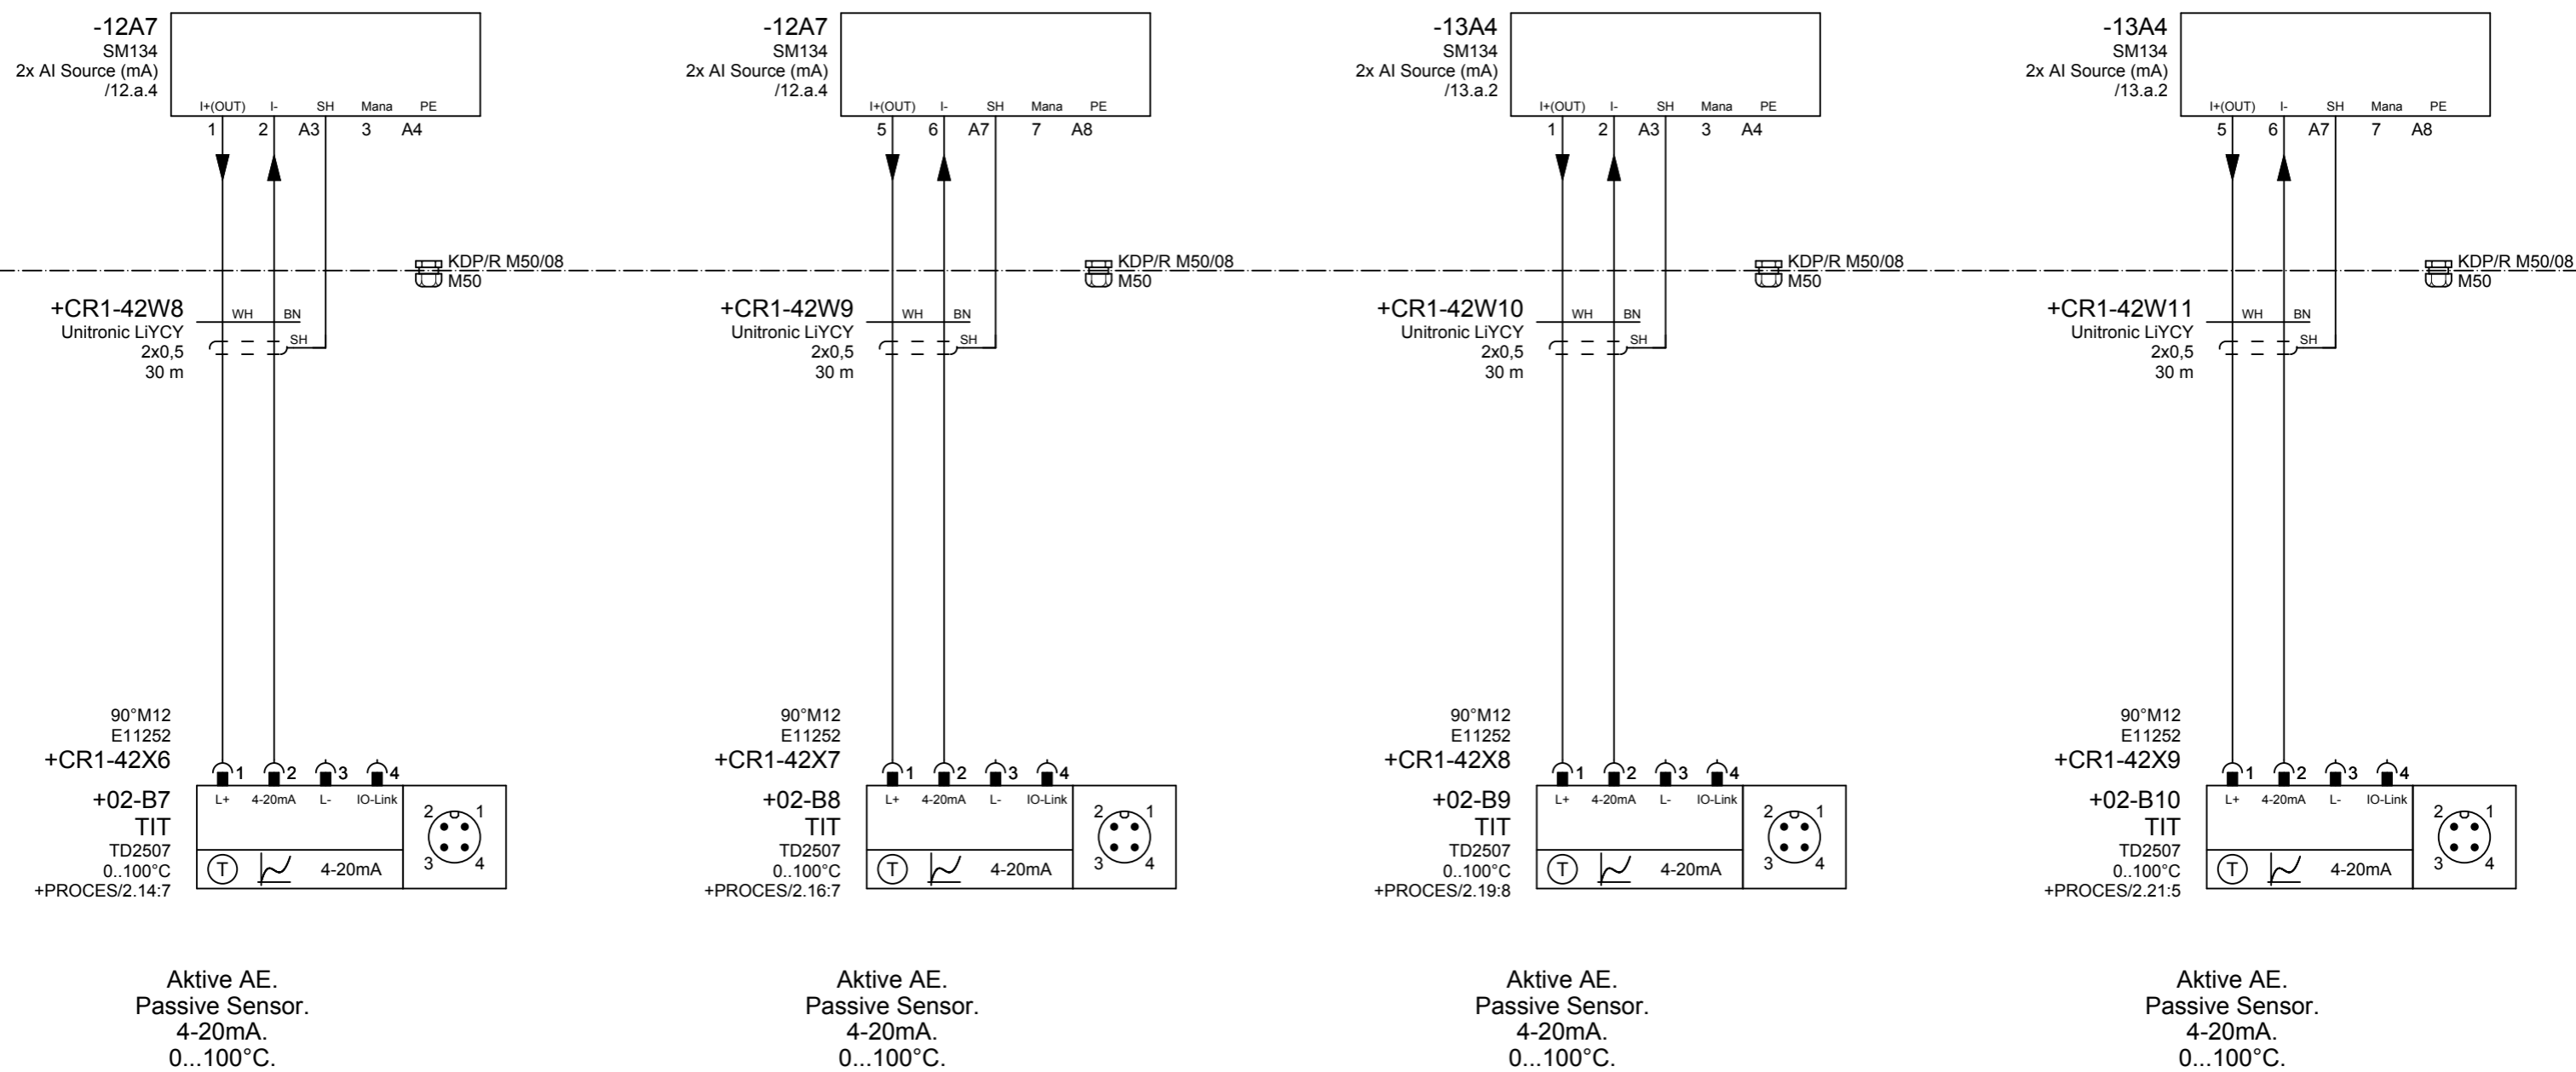 -12A7
SM134
2x AI Source (mA)
/12.a.4
I+(OUT) I- SH Mana PE
1 2 A3 3 A4
KDP/R M50/08
M50
+CR1-42W8
Unitronic LiYCY
2x0,5
30 m
WH BN
SH
90°M12
E11252
+CR1-42X6
1 2 3 4
+02-B7
TIT
TD2507
0..100°C
+PROCES/2.14:7
L+ 4-20mA L- IO-Link
T 4-20mA
2 1
3 4
Aktive AE.
Passive Sensor.
4-20mA.
0...100°C.
-12A7
SM134
2x AI Source (mA)
/12.a.4
I+(OUT) I- SH Mana PE
5 6 A7 7 A8
KDP/R M50/08
M50
+CR1-42W9
Unitronic LiYCY
2x0,5
30 m
WH BN
SH
90°M12
E11252
+CR1-42X7
1 2 3 4
+02-B8
TIT
TD2507
0..100°C
+PROCES/2.16:7
L+ 4-20mA L- IO-Link
T 4-20mA
2 1
3 4
Aktive AE.
Passive Sensor.
4-20mA.
0...100°C.
-13A4
SM134
2x AI Source (mA)
/13.a.2
I+(OUT) I- SH Mana PE
1 2 A3 3 A4
KDP/R M50/08
M50
+CR1-42W10
Unitronic LiYCY
2x0,5
30 m
WH BN
SH
90°M12
E11252
+CR1-42X8
1 2 3 4
+02-B9
TIT
TD2507
0..100°C
+PROCES/2.19:8
L+ 4-20mA L- IO-Link
T 4-20mA
2 1
3 4
Aktive AE.
Passive Sensor.
4-20mA.
0...100°C.
-13A4
SM134
2x AI Source (mA)
/13.a.2
I+(OUT) I- SH Mana PE
5 6 A7 7 A8
KDP/R M50/08
M50
+CR1-42W11
Unitronic LiYCY
2x0,5
30 m
WH BN
SH
90°M12
E11252
+CR1-42X9
1 2 3 4
+02-B10
TIT
TD2507
0..100°C
+PROCES/2.21:5
L+ 4-20mA L- IO-Link
T 4-20mA
2 1
3 4
Aktive AE.
Passive Sensor.
4-20mA.
0...100°C.